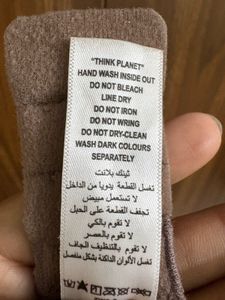 "THINK PLANET"
HAND WASH INSIDE OUT
DO NOT BLEACH
LINE DRY
DO NOT IRON
DO NOT WRING
DO NOT DRY-CLEAN
WASH DARK COLOURS
SEPARATELY
ثينك بلانت
تغسل القطعة يدويا من الداخل
لا تستعمل مبيض
تجفف القطعة على الحبل
لا تقوم بالكي
لا تقوم بالعصر
لا تقوم بالتنظيف الجاف
تغسل الألوان الداكنة بشكل منفصل